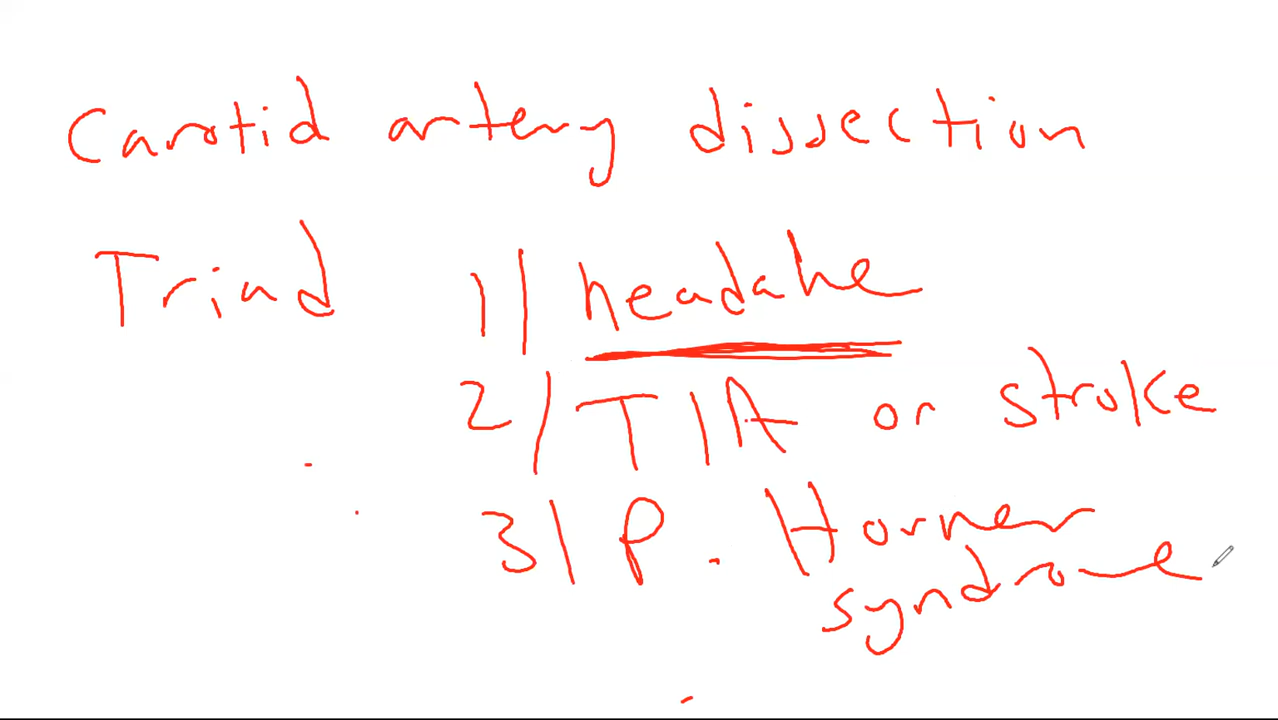 Carotid artery dissection
Triad 1/ headahe
2/ TIA or stroke
3/ P. Horner
syndrome